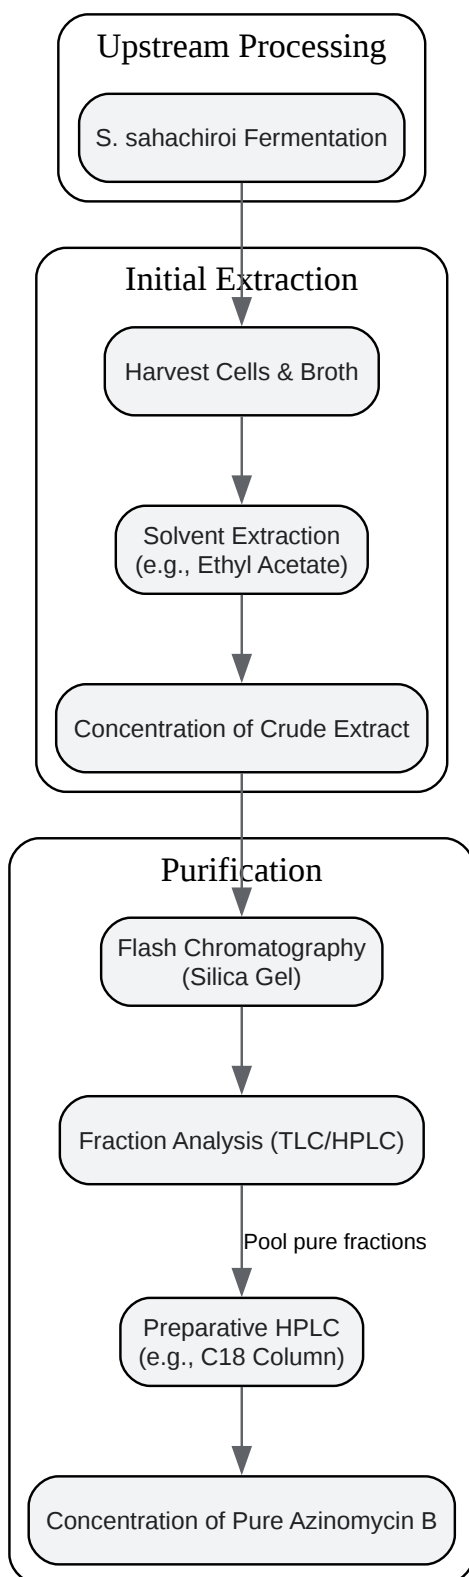 Upstream Processing
S. sahachiroi Fermentation
Initial Extraction
Harvest Cells & Broth
Solvent Extraction
(e.g., Ethyl Acetate)
Concentration of Crude Extract
Purification
Flash Chromatography
(Silica Gel)
Fraction Analysis (TLC/HPLC)
Pool pure fractions
Preparative HPLC
(e.g., C18 Column)
Concentration of Pure Azinomycin B